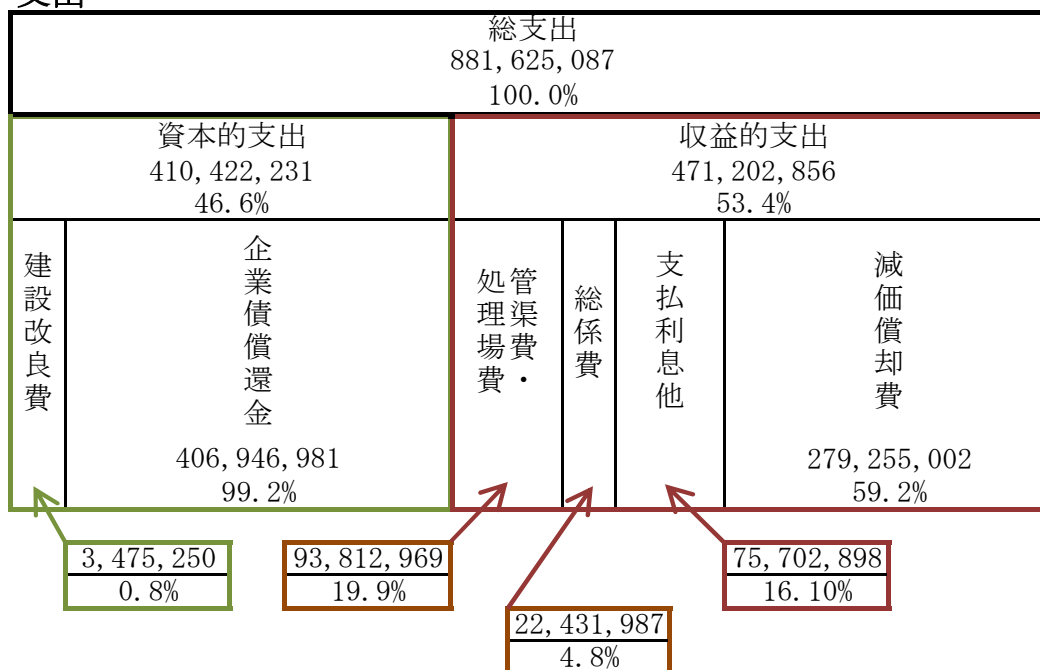 支出
総支出
881,625,087
100.0%
資本的支出
410,422,231
46.6%
収益的支出
471,202,856
53.4%
建設改良費
企業債償還金
406,946,981
99.2%
管渠費・
処理場費
総係費
支払利息他
減価償却費
279,255,002
59.2%
3,475,250
0.8%
93,812,969
19.9%
22,431,987
4.8%
75,702,898
16.10%